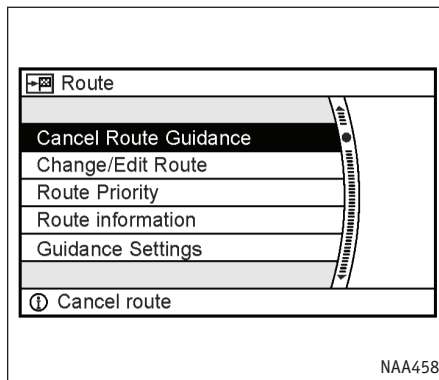 Route
Cancel Route Guidance
Change/Edit Route
Route Priority
Route information
Guidance Settings
Cancel route
NAA458